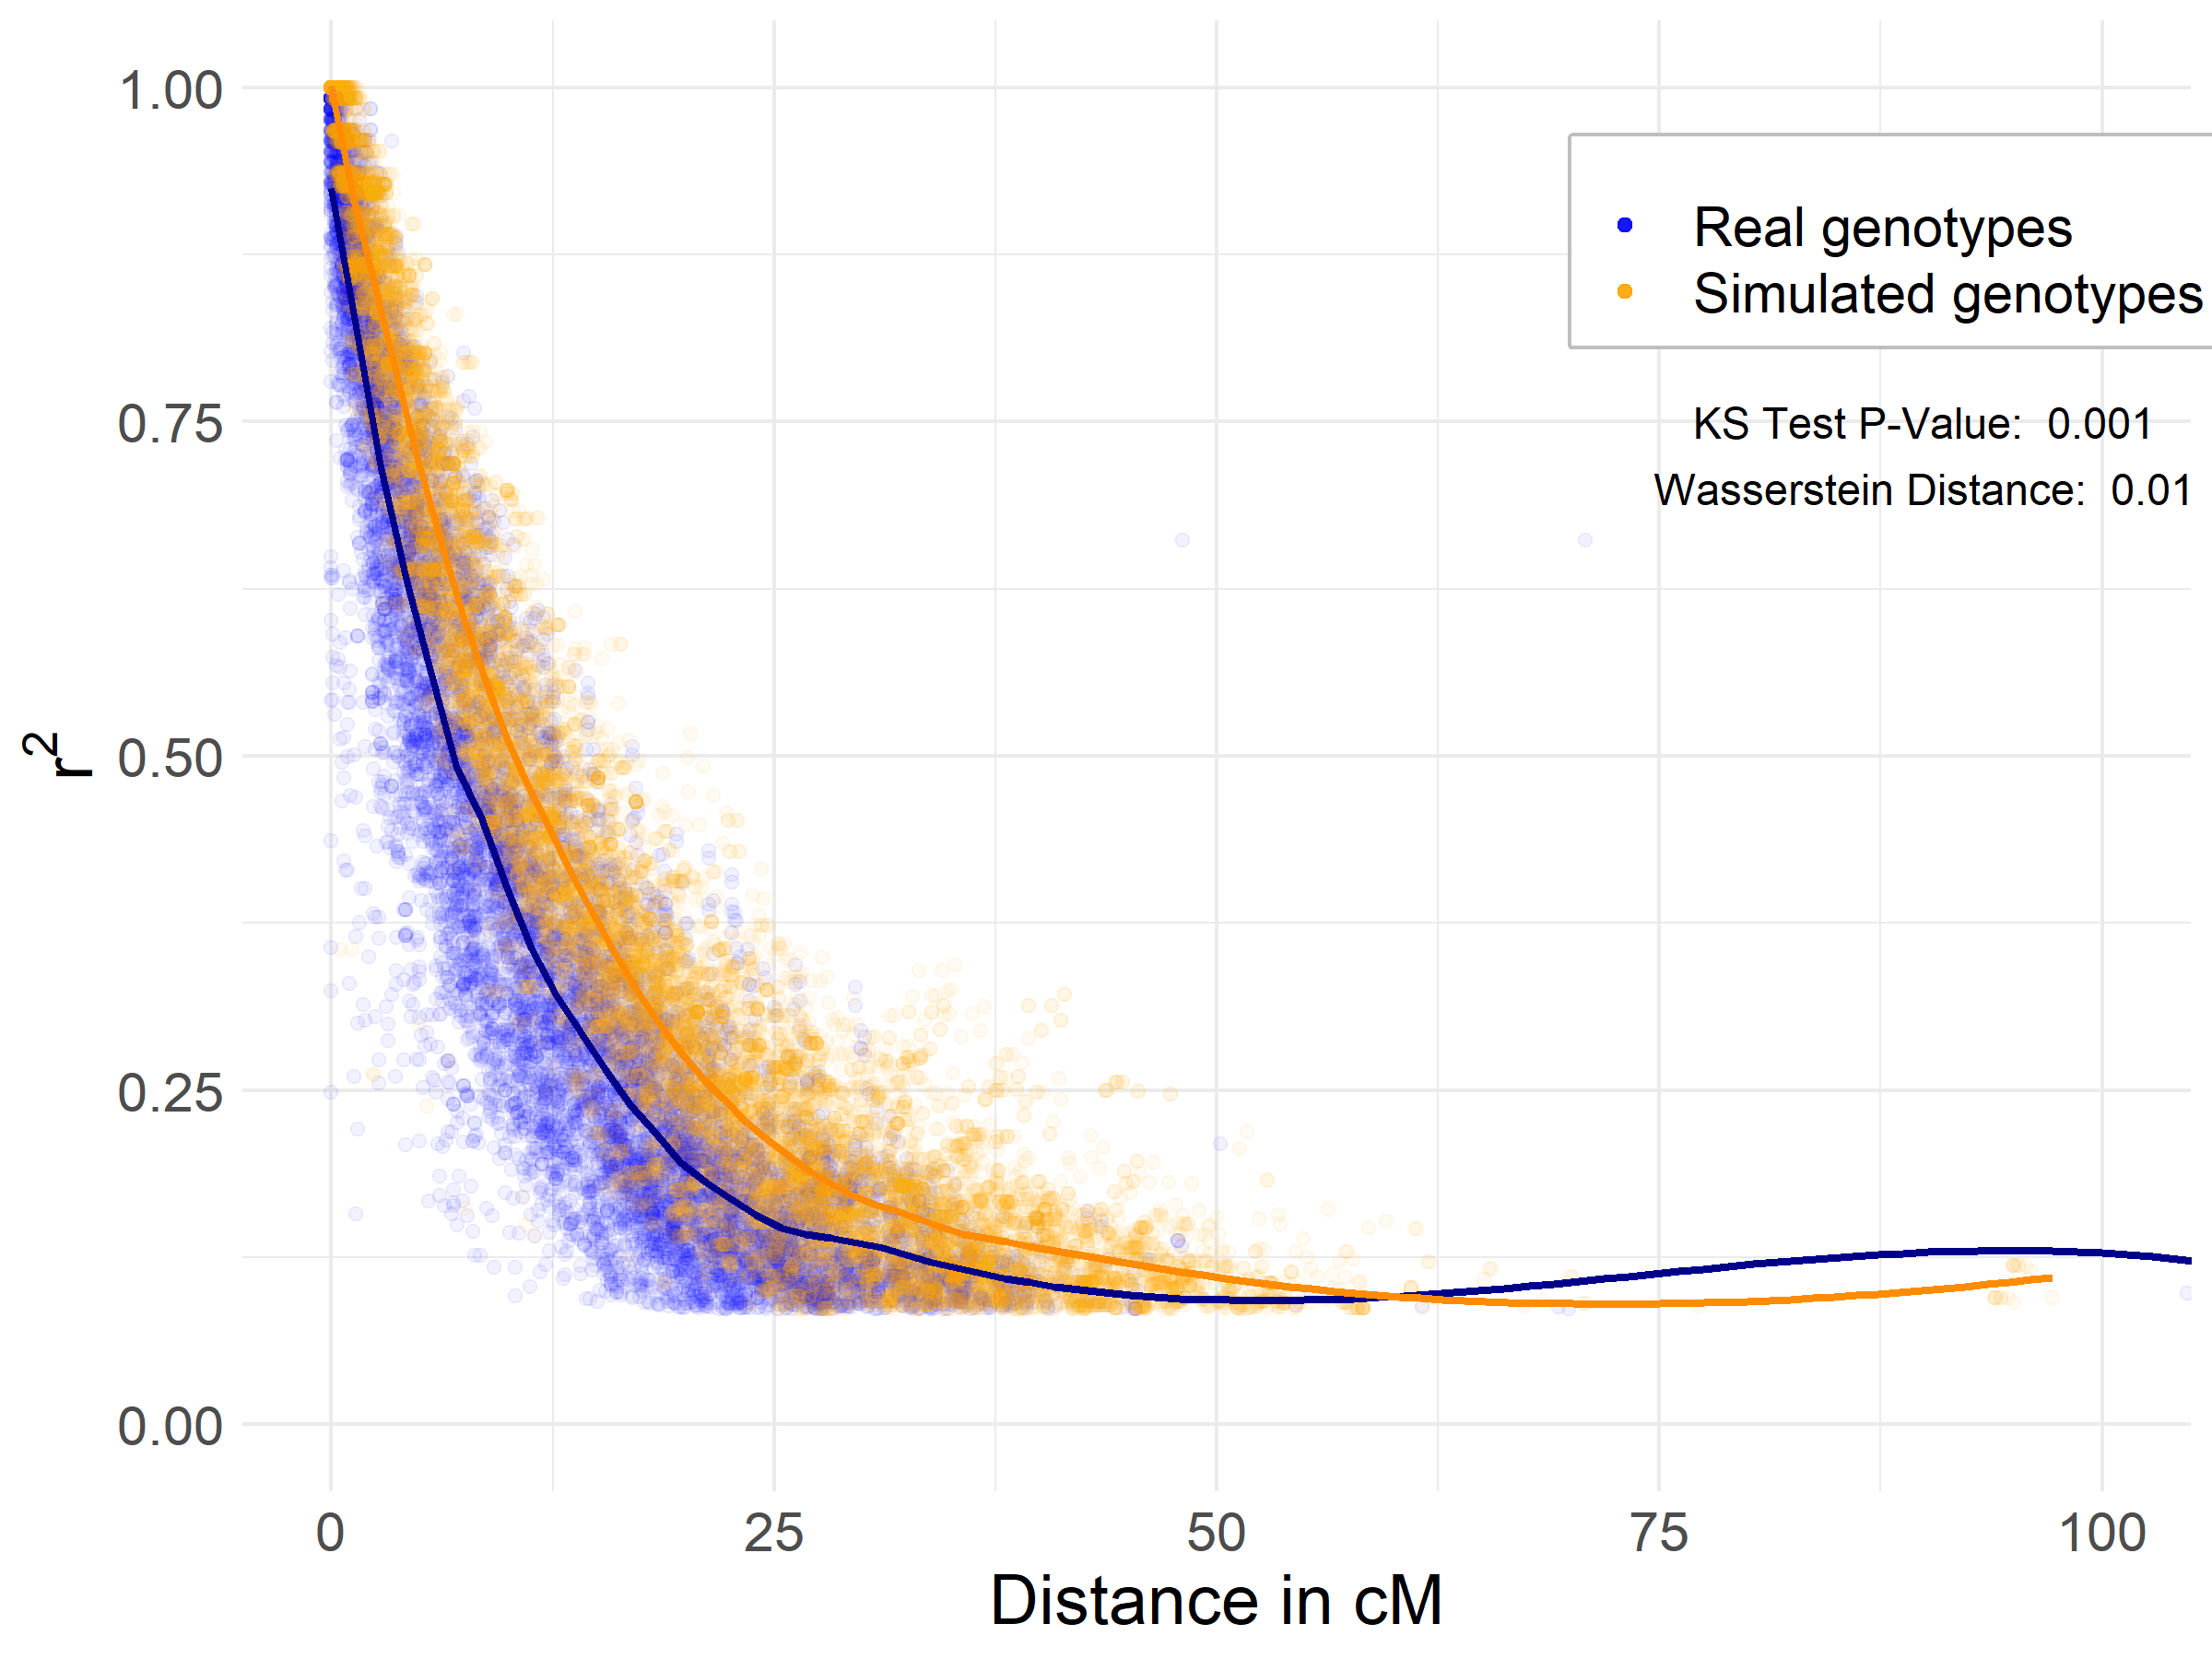 1.00
0.75
0.50
0.25
0.00
r²
Real genotypes
Simulated genotypes
KS Test P-Value: 0.001
Wasserstein Distance: 0.01
0 25 50 75 100
Distance in cM